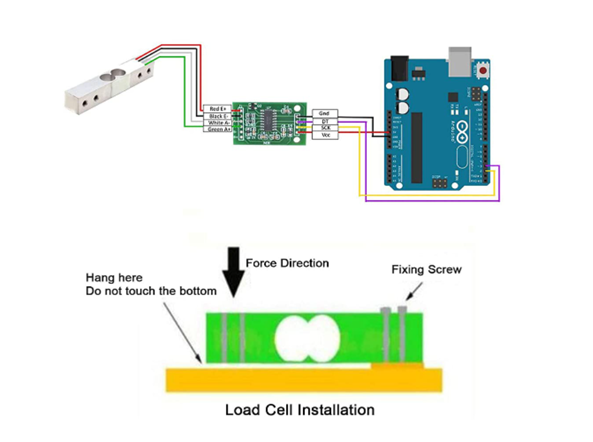 Red E+
Black E-
White A-
Green A+
Gnd
DT
SCK
Vcc
Force Direction
Hang here
Do not touch the bottom
Fixing Screw
Load Cell Installation